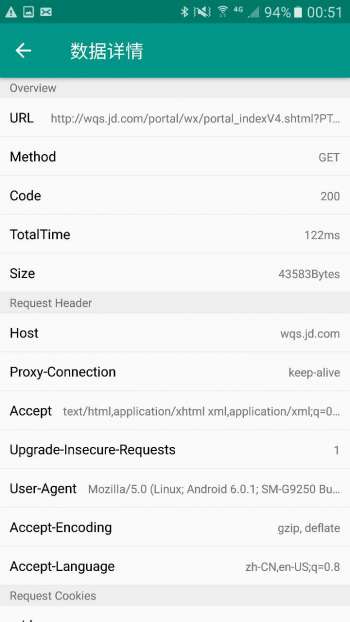 4G 94% 00:51
数据详情
Overview
URL http://wqs.jd.com/portal/wx/portal_indexV4.shtml?PT...
Method GET
Code 200
TotalTime 122ms
Size 43583Bytes
Request Header
Host wqs.jd.com
Proxy-Connection keep-alive
Accept text/html,application/xhtml xml,application/xml;q=0...
Upgrade-Insecure-Requests 1
User-Agent Mozilla/5.0 (Linux; Android 6.0.1; SM-G9250 Bu...
Accept-Encoding gzip, deflate
Accept-Language zh-CN,en-US;q=0.8
Request Cookies